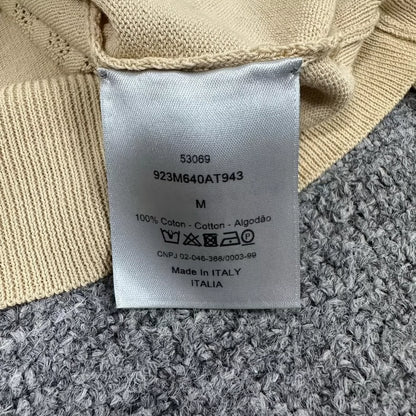 53069
923M640AT943
M
100% Coton - Cotton - Algodão
CNPJ 02-046-366/0003-99
Made In ITALY
ITALIA